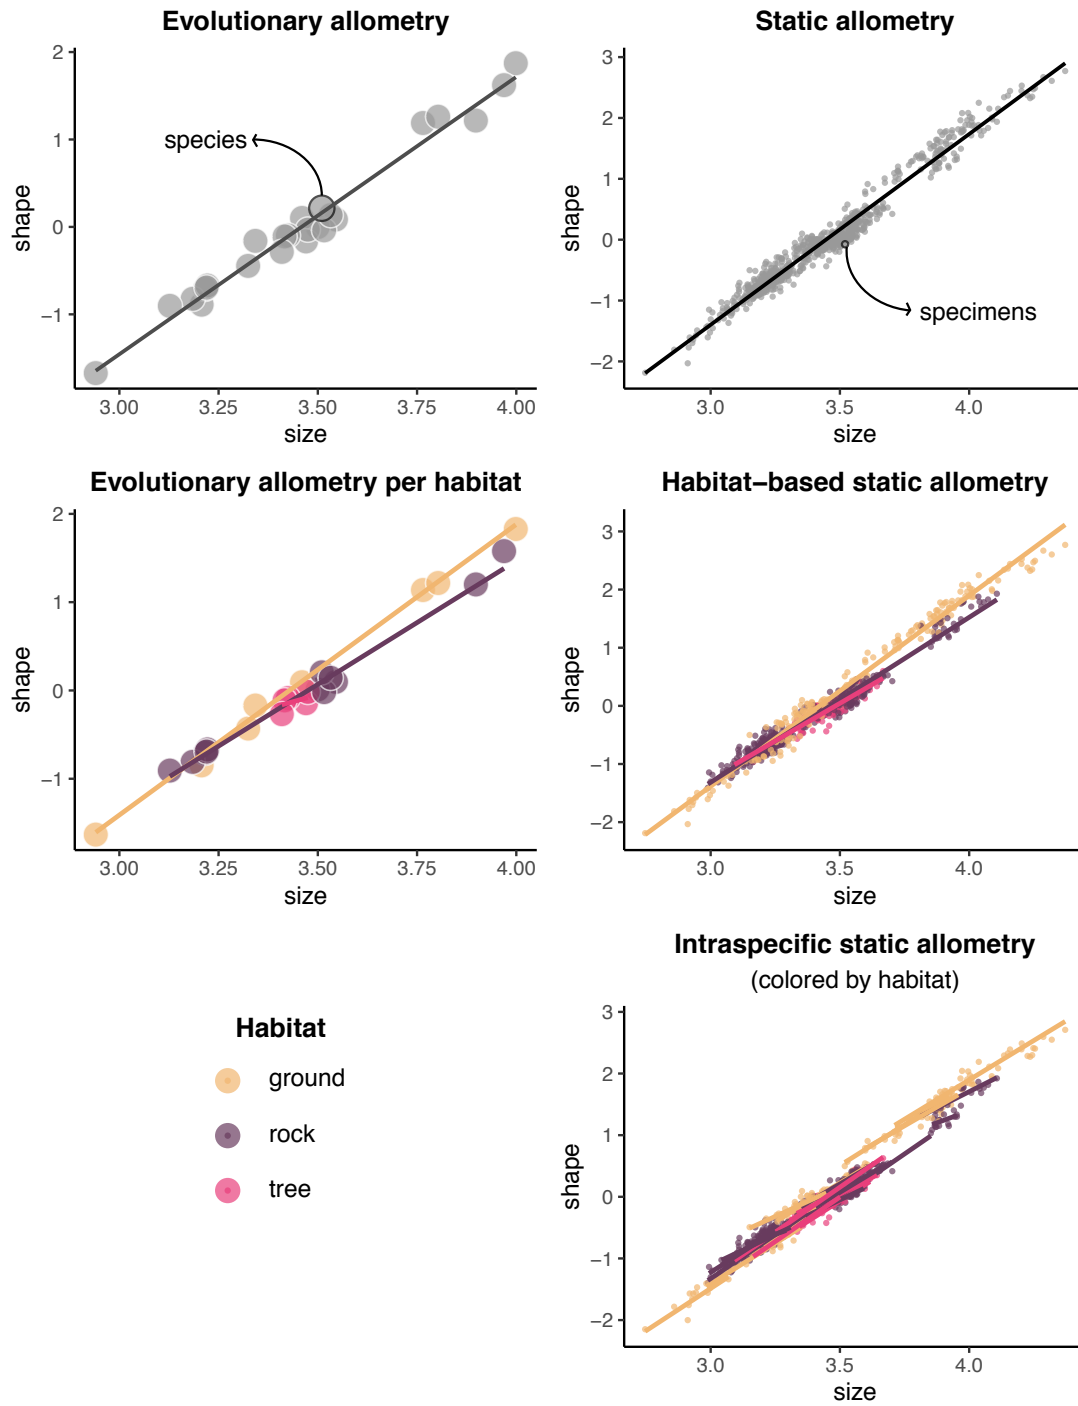 Evolutionary allometry
2
1
0
−1
shape
species
3.00 3.25 3.50 3.75 4.00
size
Static allometry
3
2
1
0
−1
−2
shape
specimens
3.0 3.5 4.0
size
Evolutionary allometry per habitat
2
1
0
−1
shape
3.00 3.25 3.50 3.75 4.00
size
Habitat−based static allometry
3
2
1
0
−1
−2
shape
3.0 3.5 4.0
size
Habitat
ground
rock
tree
Intraspecific static allometry
(colored by habitat)
3
2
1
0
−1
−2
shape
3.0 3.5 4.0
size